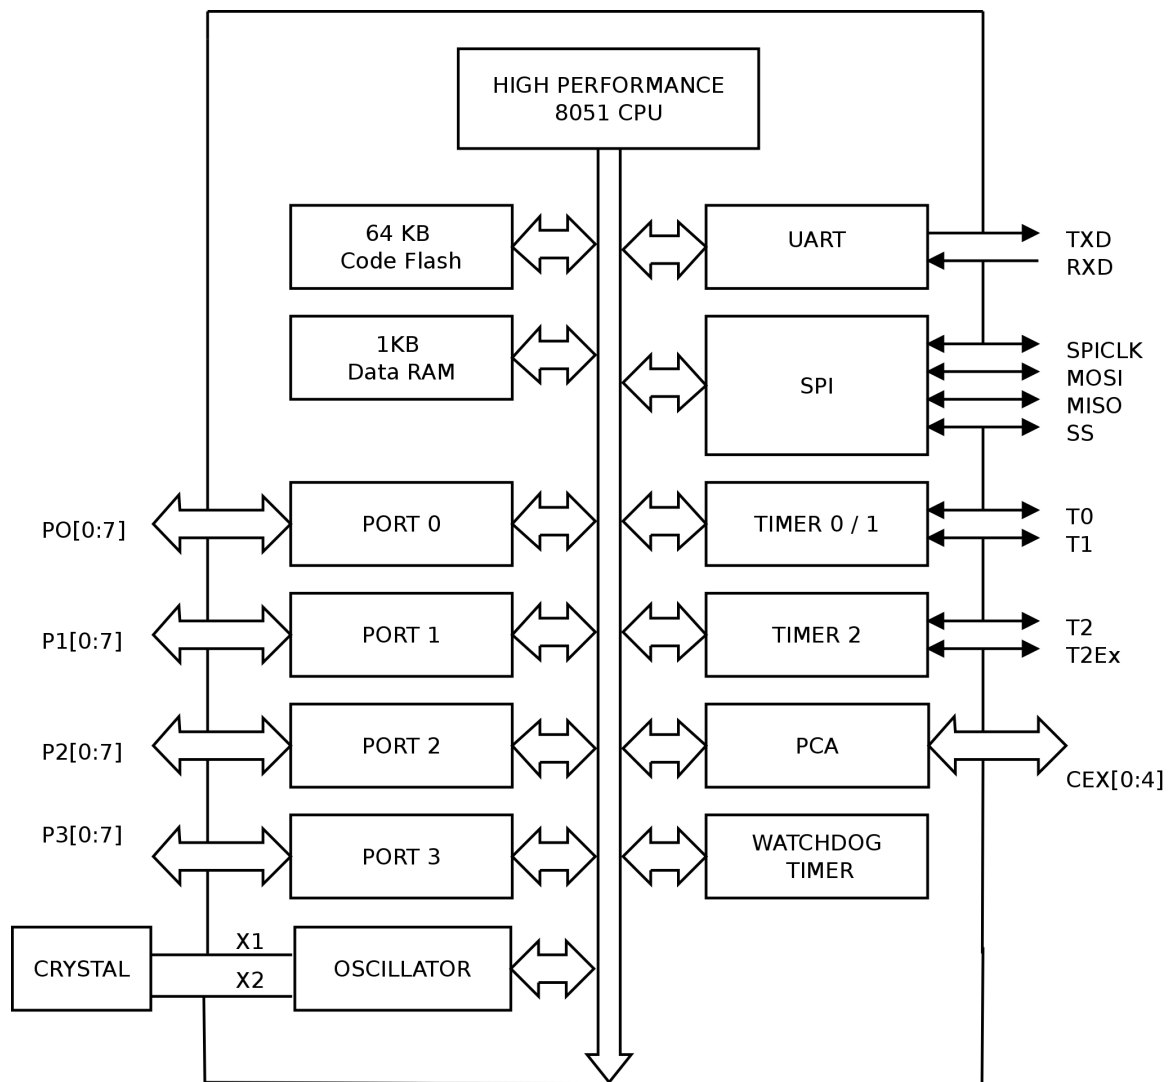 HIGH PERFORMANCE
8051 CPU
64 KB
Code Flash
UART
TXD
RXD
1KB
Data RAM
SPI
SPICLK
MOSI
MISO
SS
PO[0:7]
PORT 0
TIMER 0 / 1
T0
T1
P1[0:7]
PORT 1
TIMER 2
T2
T2Ex
P2[0:7]
PORT 2
PCA
CEX[0:4]
P3[0:7]
PORT 3
WATCHDOG
TIMER
CRYSTAL
X1
X2
OSCILLATOR